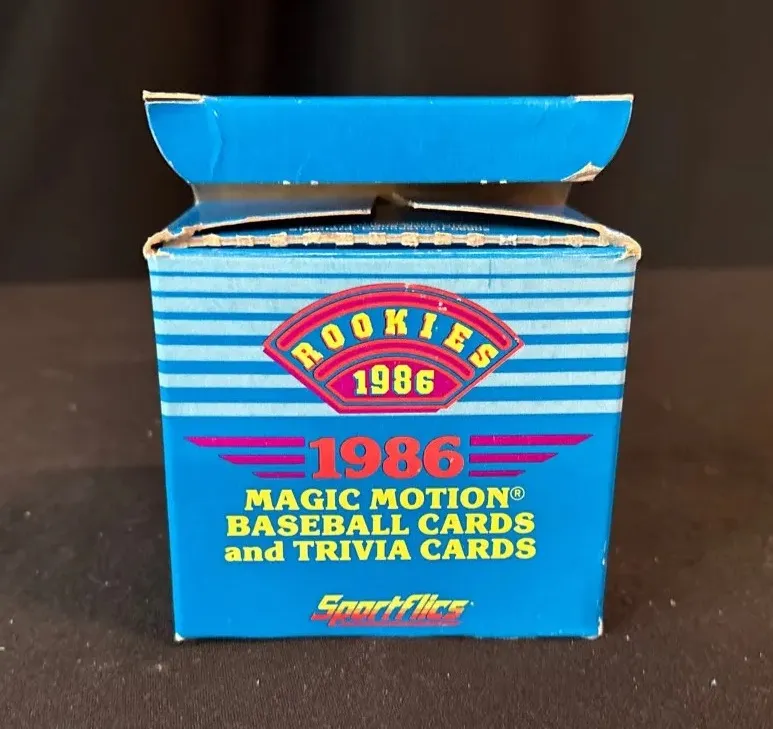 ROOKIES
1986
1986
MAGIC MOTION®
BASEBALL CARDS
and TRIVIA CARDS
Sportflics